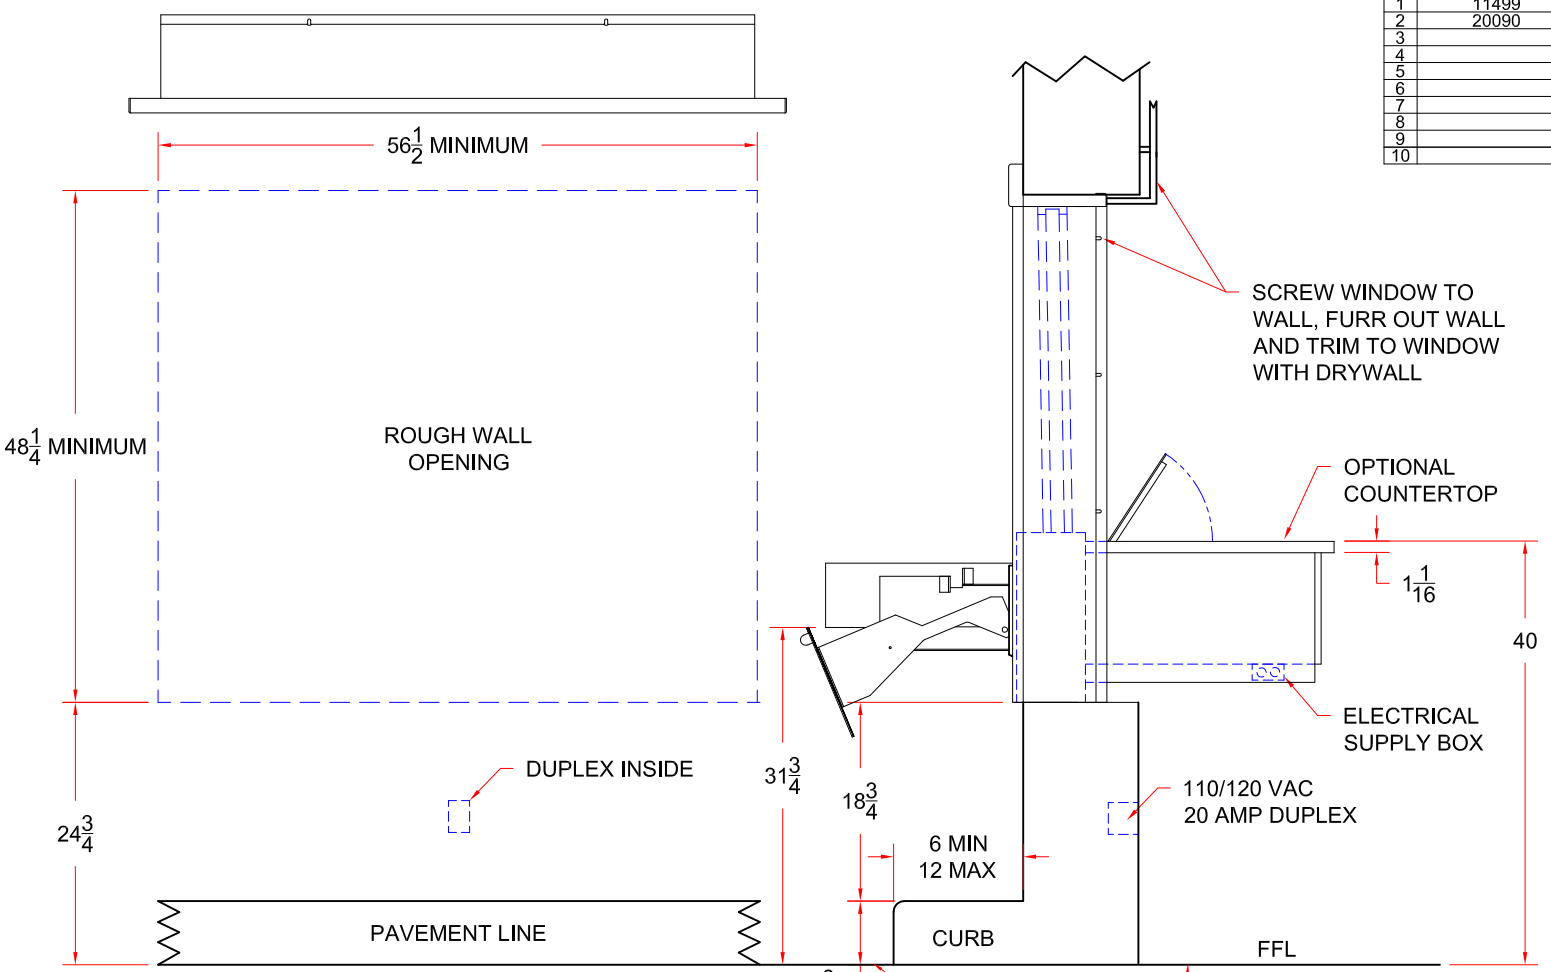 1 11499
2 20090
3
4
5
6
7
8
9
10
56 1/2 MINIMUM
48 1/4 MINIMUM
ROUGH WALL
OPENING
SCREW WINDOW TO
WALL, FURR OUT WALL
AND TRIM TO WINDOW
WITH DRYWALL
OPTIONAL
COUNTERTOP
1 1/16
40
ELECTRICAL
SUPPLY BOX
DUPLEX INSIDE
31 3/4
18 3/4
110/120 VAC
20 AMP DUPLEX
24 3/4
6 MIN
12 MAX
PAVEMENT LINE
CURB
FFL